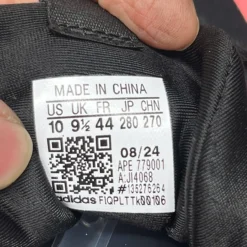 MADE IN CHINA
US UK FR JP CHN
10 9½ 44 280 270
08/24
APE 779001
A:JI4068
#135276264
adidas FIQPLTTk00106